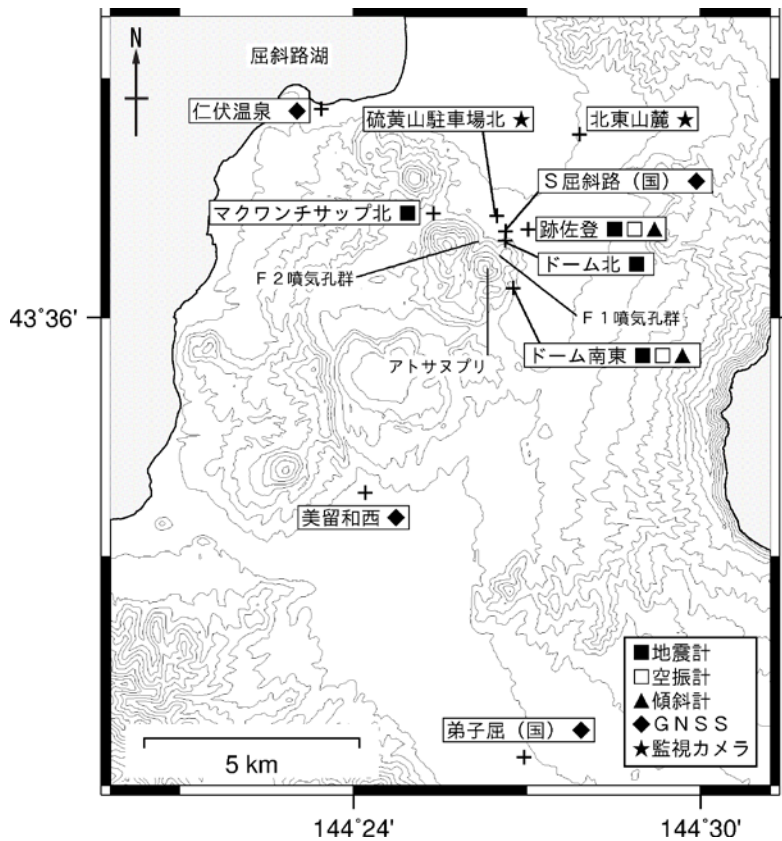 N
屈斜路湖
仁伏温泉 ◆
硫黄山駐車場北 ★
北東山麓 ★
S屈斜路（国） ◆
マクワンチサップ北 ■
跡佐登 ■□▲
ドーム北 ■
F2噴気孔群
F1噴気孔群
43˚36'
アトサヌプリ
ドーム南東 ■□▲
美留和西 ◆
■地震計
□空振計
▲傾斜計
◆GNSS
★監視カメラ
弟子屈（国） ◆
5 km
144˚24'
144˚30'